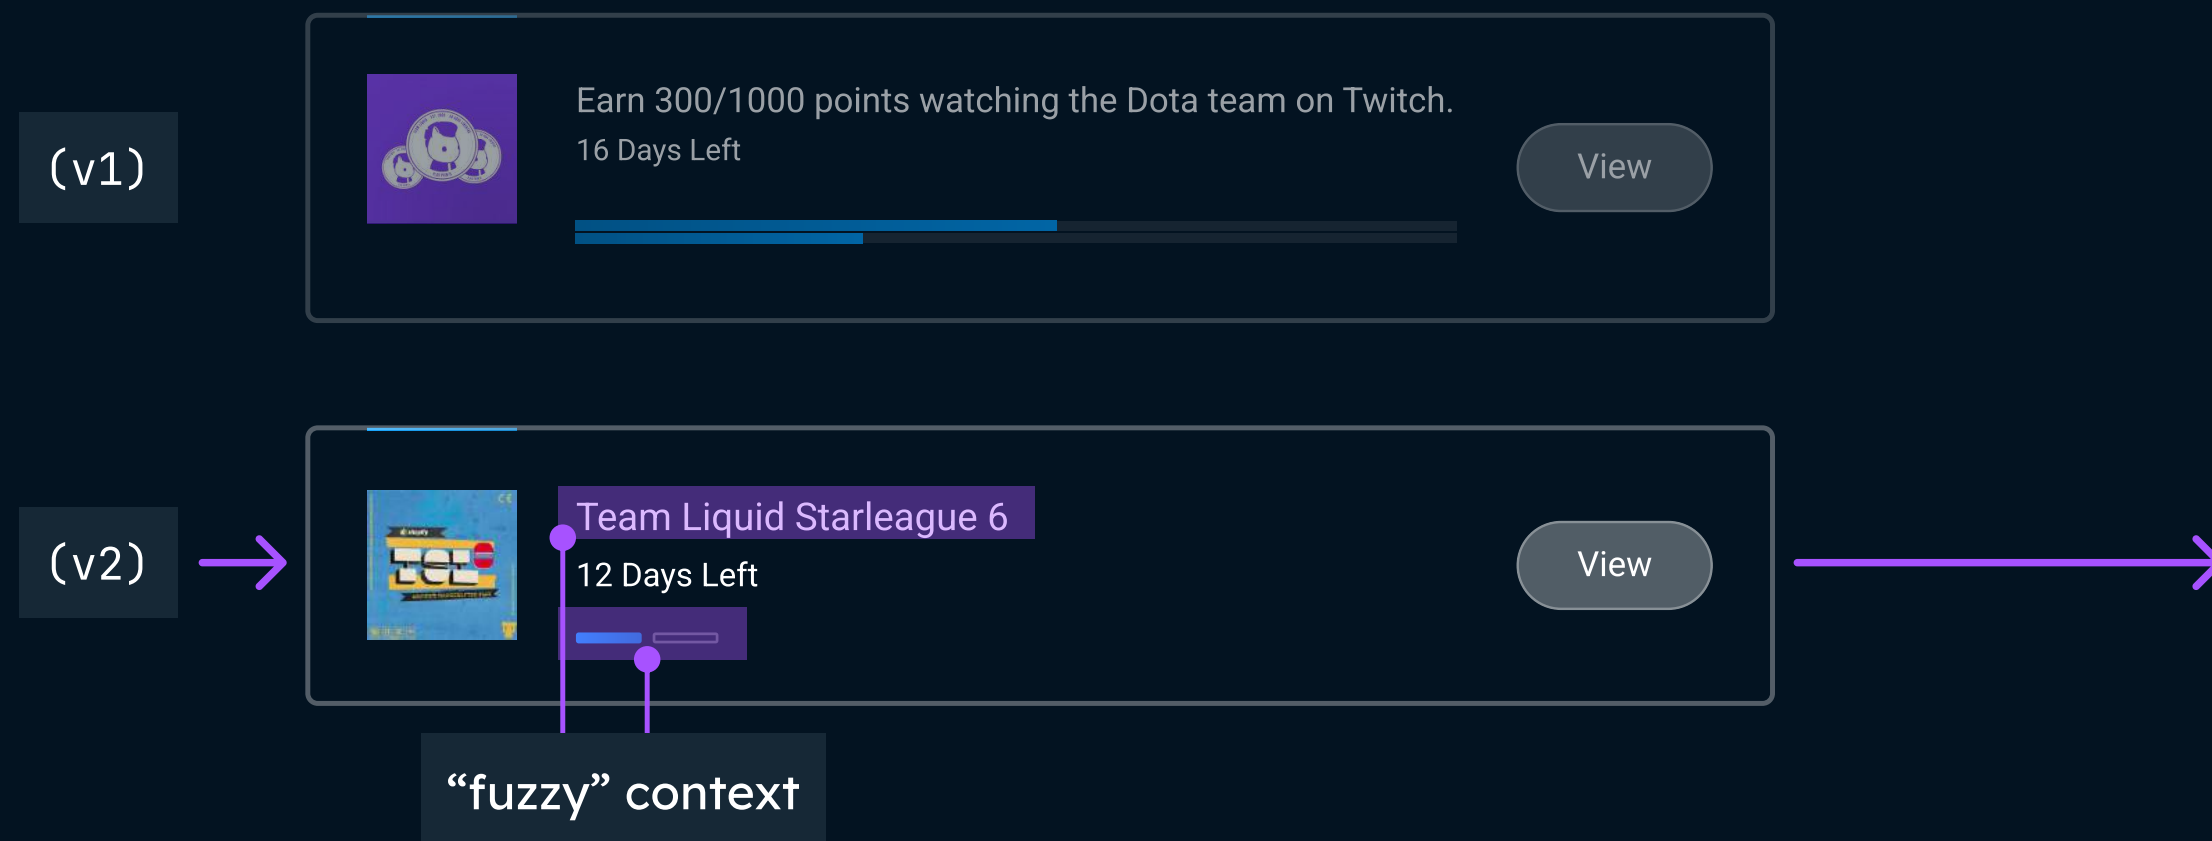 (v1)
Earn 300/1000 points watching the Dota team on Twitch.
16 Days Left
View
(v2)
TSL
Team Liquid Starleague 6
12 Days Left
View
“fuzzy” context